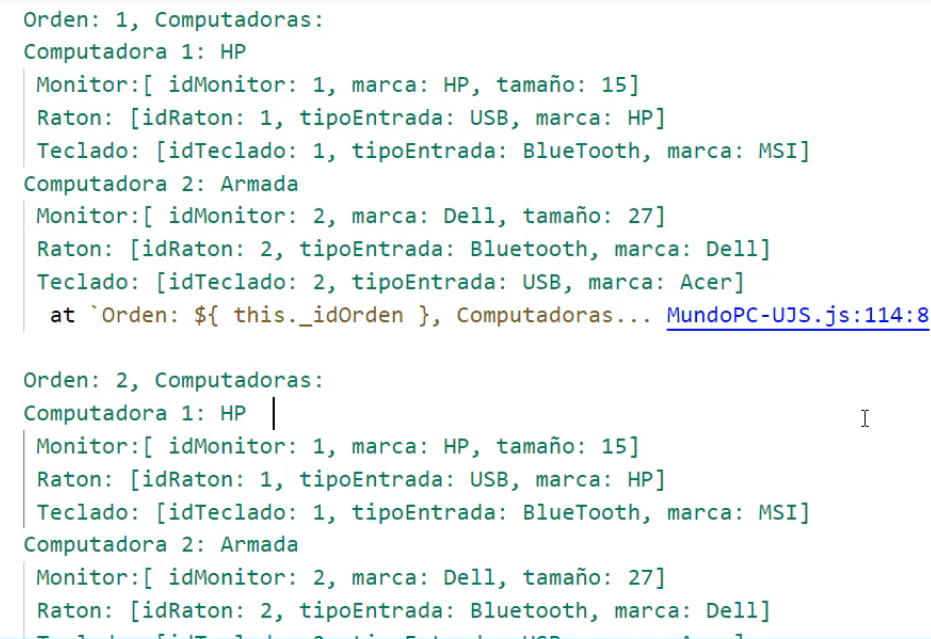 Orden: 1, Computadoras:
Computadora 1: HP
Monitor:[ idMonitor: 1, marca: HP, tamaño: 15]
Raton: [idRaton: 1, tipoEntrada: USB, marca: HP]
Teclado: [idTeclado: 1, tipoEntrada: BlueTooth, marca: MSI]
Computadora 2: Armada
Monitor:[ idMonitor: 2, marca: Dell, tamaño: 27]
Raton: [idRaton: 2, tipoEntrada: Bluetooth, marca: Dell]
Teclado: [idTeclado: 2, tipoEntrada: USB, marca: Acer]
at `Orden: ${ this._idOrden }, Computadoras... MundoPC-UJS.js:114:8
Orden: 2, Computadoras:
Computadora 1: HP
Monitor:[ idMonitor: 1, marca: HP, tamaño: 15]
Raton: [idRaton: 1, tipoEntrada: USB, marca: HP]
Teclado: [idTeclado: 1, tipoEntrada: BlueTooth, marca: MSI]
Computadora 2: Armada
Monitor:[ idMonitor: 2, marca: Dell, tamaño: 27]
Raton: [idRaton: 2, tipoEntrada: Bluetooth, marca: Dell]